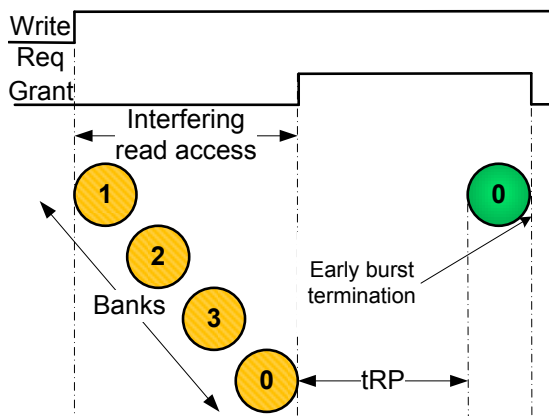 Write
Req
Grant
Interfering
read access
1
0
2
Early burst
termination
Banks
3
0
tRP